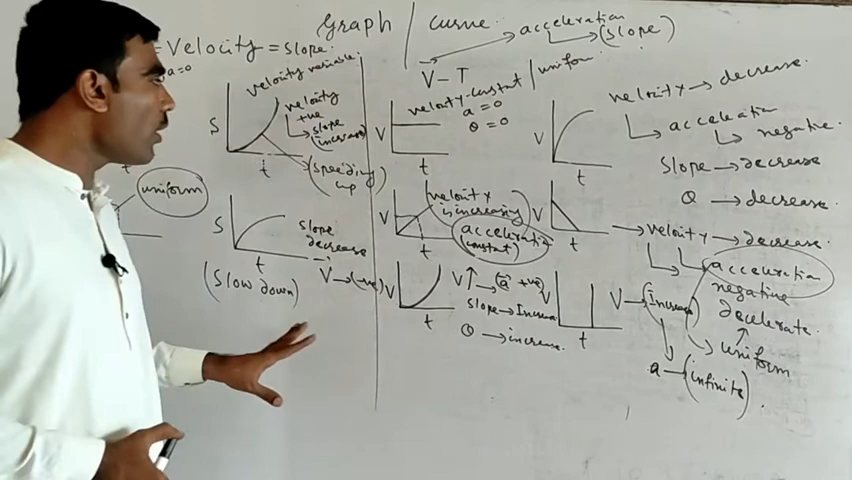 Graph / curve.
= Velocity = slope.
a=0
velocity variable.
velocity
+ve
slope
(increase)
S
t
(speeding
up)
t
uniform
S
t
slope
decrease
(Slow down)
V→(-ve)
V-T
acceleration
(slope)
velocity-constant / uniform
a = 0
θ = 0
V
t
V
t
velocity
is increasing
acceleration
(constant)
V
t
V↑→(a +ve)
slope → Increase
θ → increase.
V
t
velocity → decrease.
acceleration
negative.
slope → decrease
θ → decrease.
V
t
velocity → decrease.
acceleration
negative
decelerate.
uniform
V
t
V → (Increase)
a → (infinite)